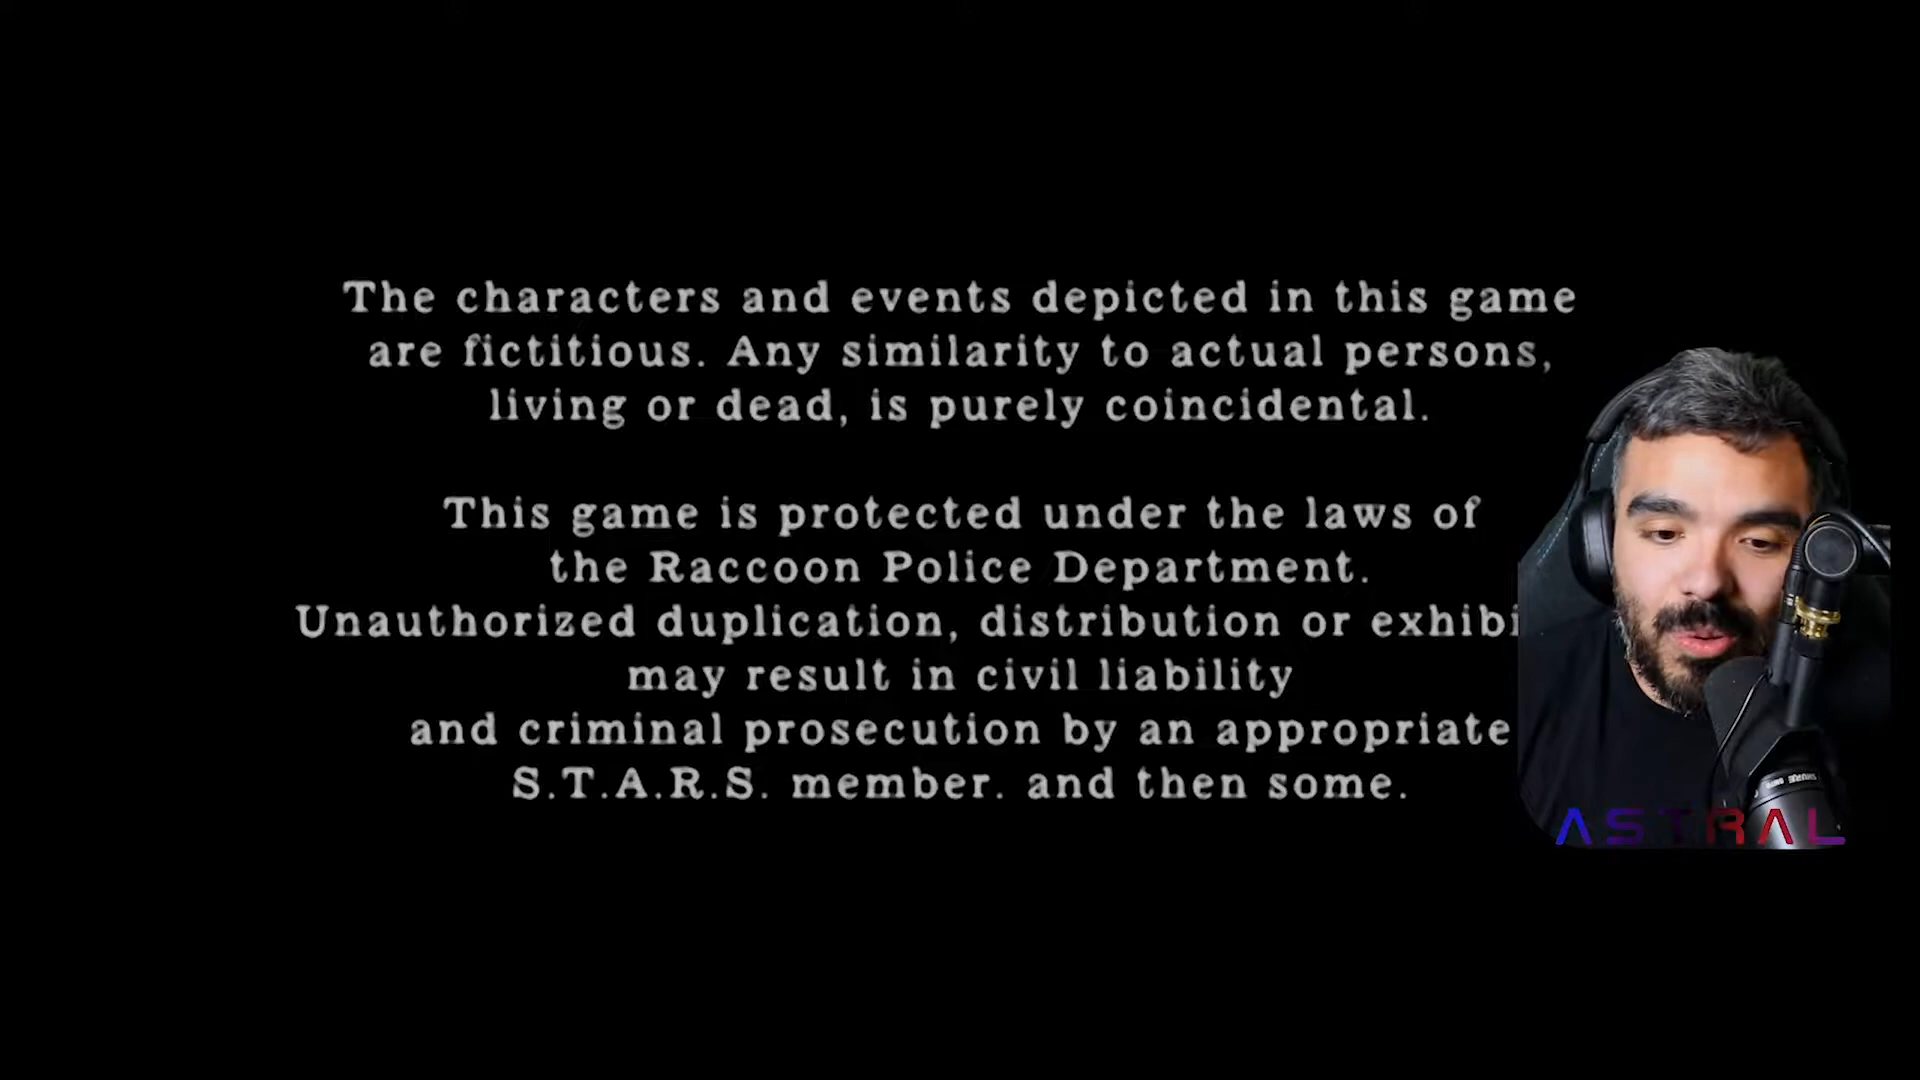 The characters and events depicted in this game
are fictitious. Any similarity to actual persons,
living or dead, is purely coincidental.
This game is protected under the laws of
the Raccoon Police Department.
Unauthorized duplication, distribution or exhibi
may result in civil liability
and criminal prosecution by an appropriate
S.T.A.R.S. member. and then some.
SHURE
ASTRAL